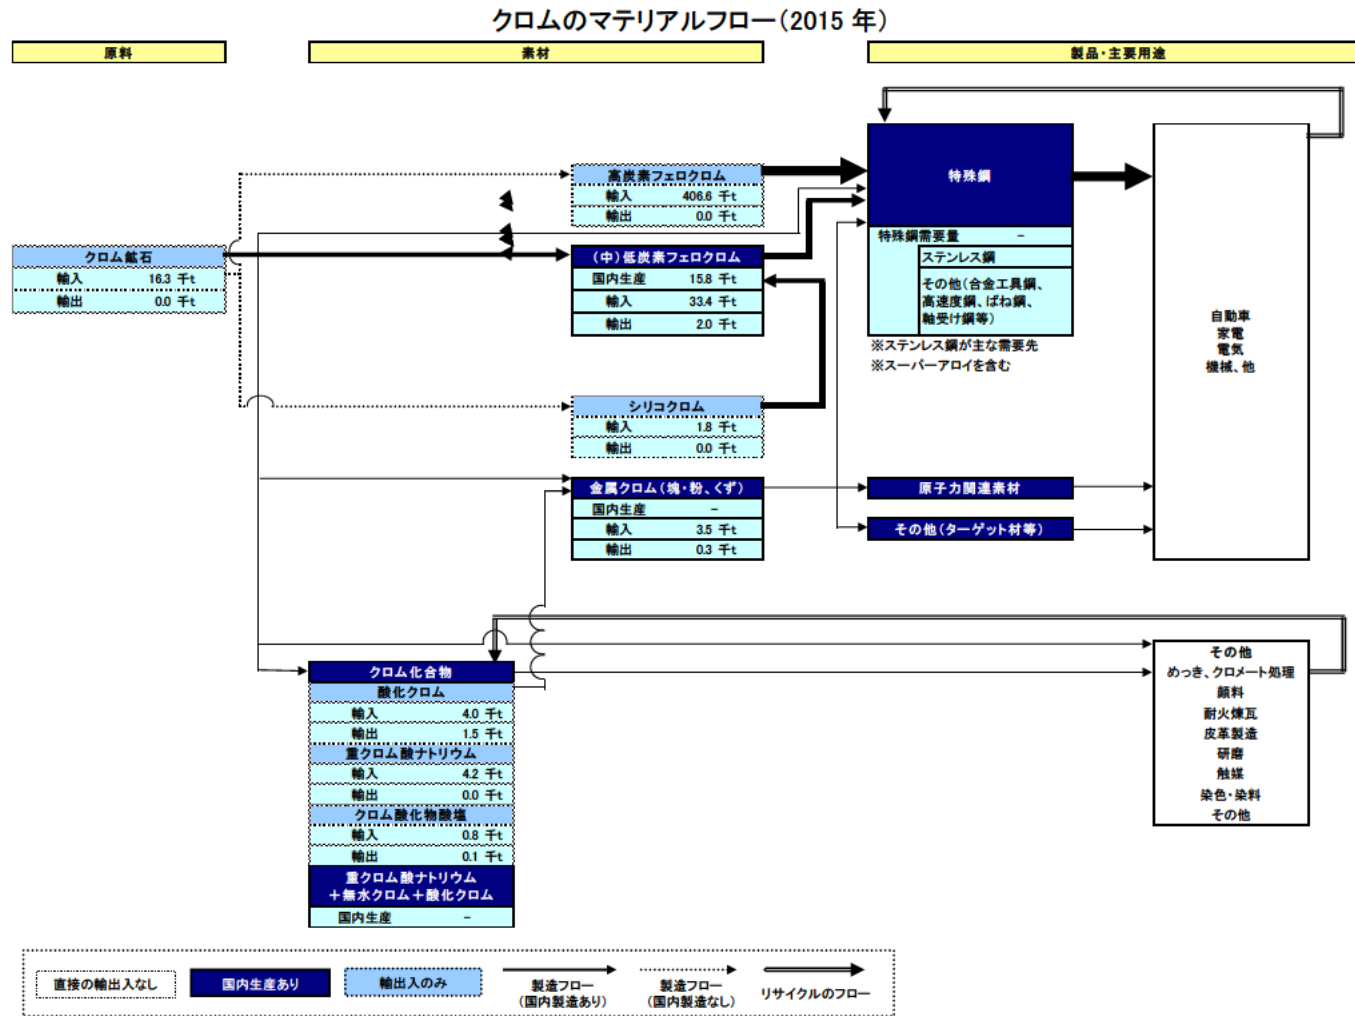 クロムのマテリアルフロー(2015 年)
原料
素材
製品・主要用途
クロム鉱石
輸入 16.3 千t
輸出 0.0 千t
高炭素フェロクロム
輸入 406.6 千t
輸出 0.0 千t
(中)低炭素フェロクロム
国内生産 15.8 千t
輸入 33.4 千t
輸出 2.0 千t
シリコクロム
輸入 1.8 千t
輸出 0.0 千t
金属クロム(塊・粉、くず)
国内生産 －
輸入 3.5 千t
輸出 0.3 千t
クロム化合物
酸化クロム
輸入 4.0 千t
輸出 1.5 千t
重クロム酸ナトリウム
輸入 4.2 千t
輸出 0.0 千t
クロム酸化物酸塩
輸入 0.8 千t
輸出 0.1 千t
重クロム酸ナトリウム
＋無水クロム＋酸化クロム
国内生産 －
特殊鋼
特殊鋼需要量 －
ステンレス鋼
その他(合金工具鋼、
高速度鋼、ばね鋼、
軸受け鋼等)
※ステンレス鋼が主な需要先
※スーパーアロイを含む
原子力関連素材
その他(ターゲット材等)
自動車
家電
電気
機械、他
その他
めっき、クロメート処理
顔料
耐火煉瓦
皮革製造
研磨
触媒
染色・染料
その他
直接の輸出入なし
国内生産あり
輸出入のみ
製造フロー
(国内製造あり)
製造フロー
(国内製造なし)
リサイクルのフロー